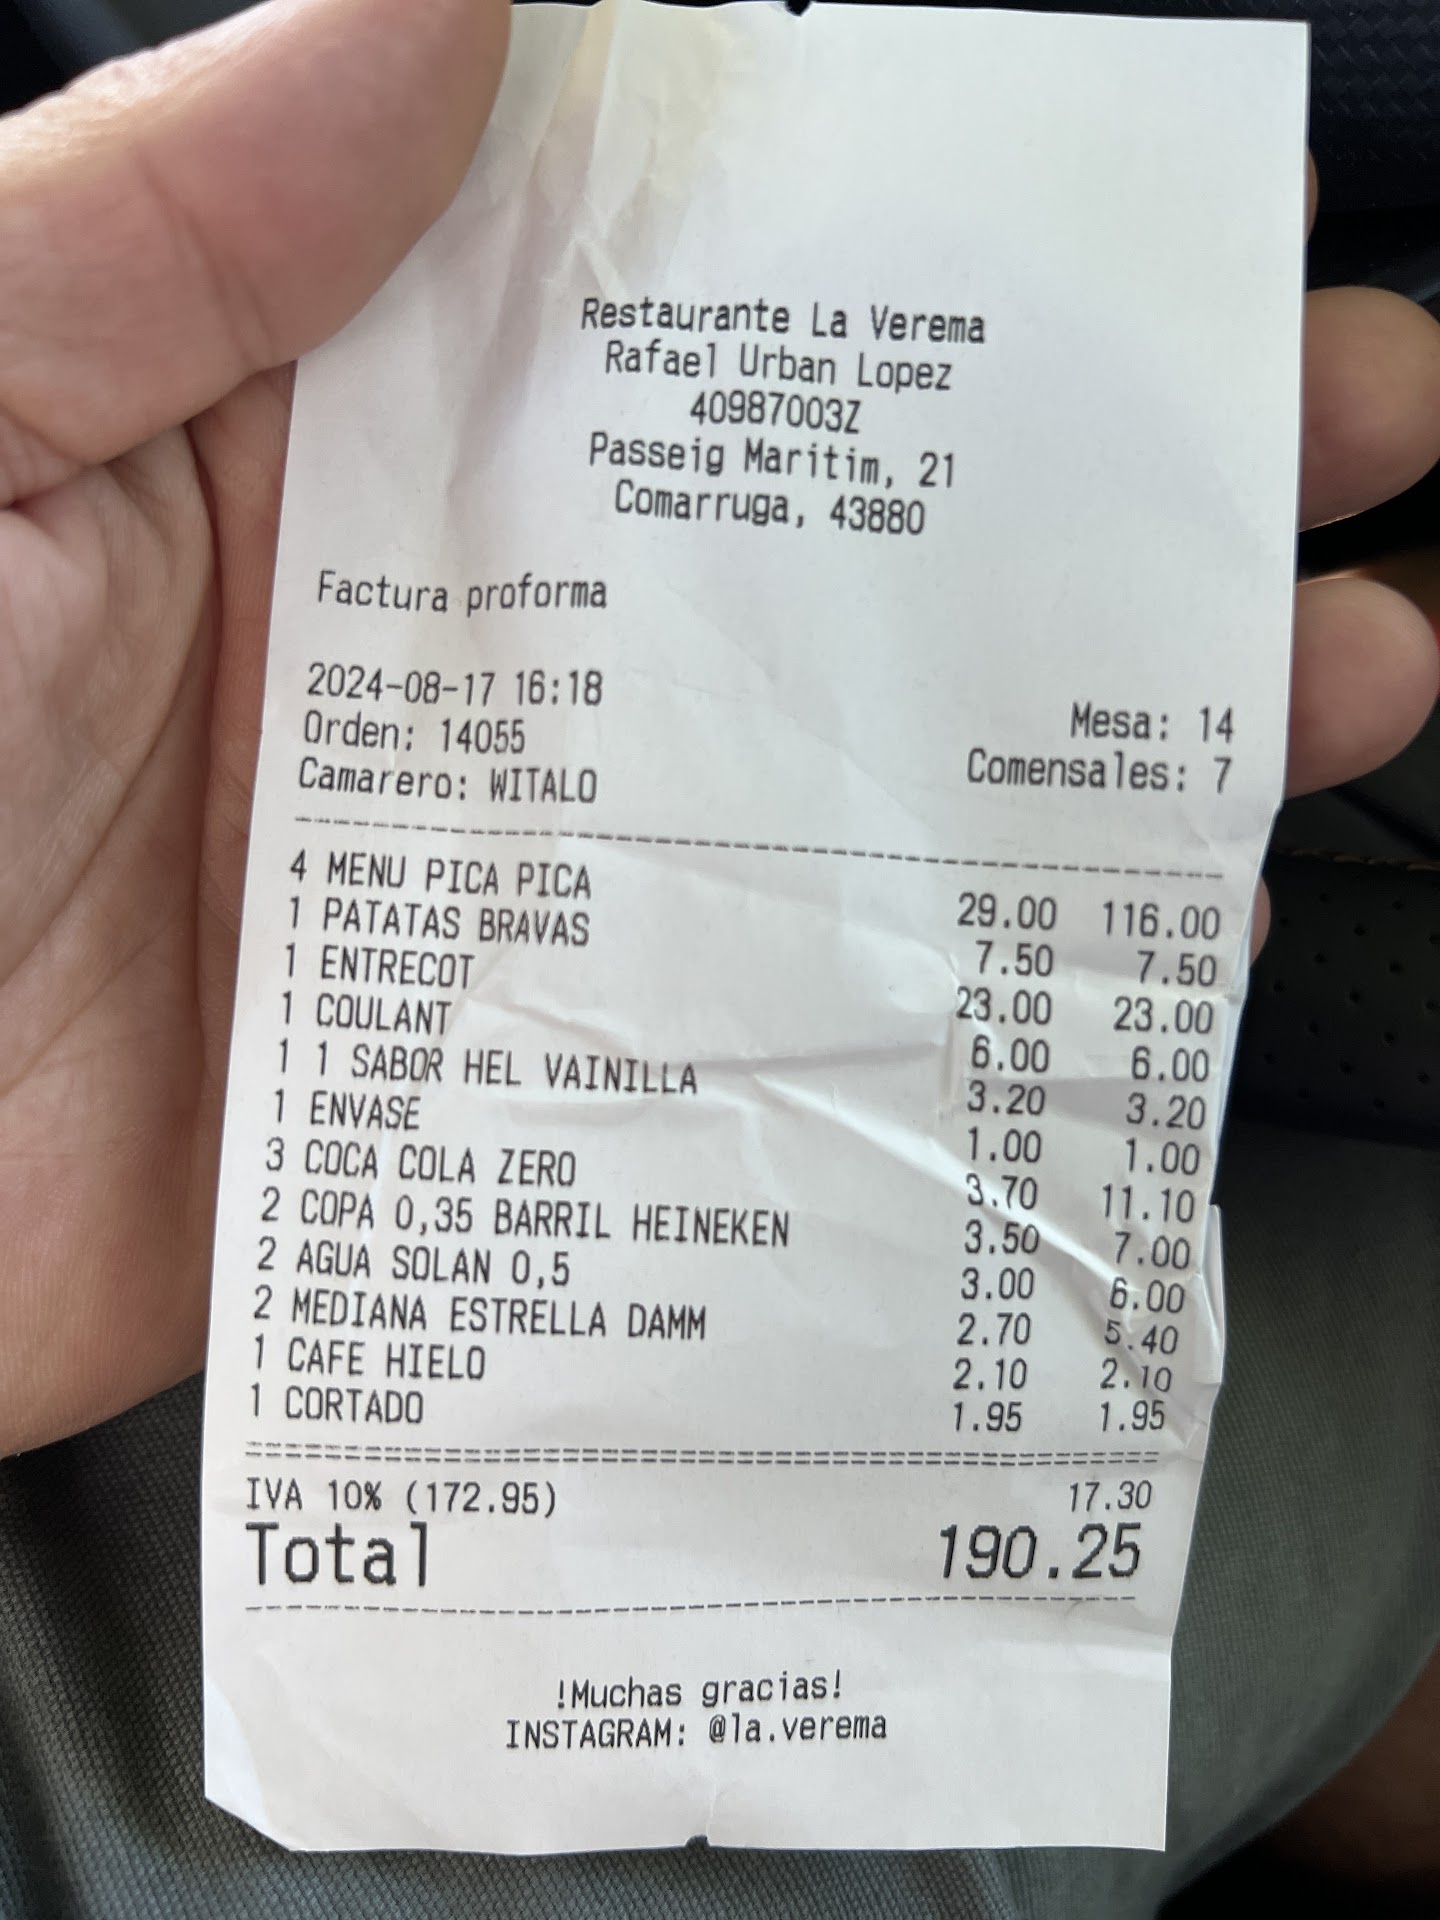 Restaurante La Verema
Rafael Urban Lopez
40987003Z
Passeig Maritim, 21
Comarruga, 43880
Factura proforma
2024-08-17 16:18
Orden: 14055 Mesa: 14
Camarero: WITALO Comensales: 7
4 MENU PICA PICA 29.00 116.00
1 PATATAS BRAVAS 7.50 7.50
1 ENTRECOT 23.00 23.00
1 COULANT 6.00 6.00
1 1 SABOR HEL VAINILLA 3.20 3.20
1 ENVASE 1.00 1.00
3 COCA COLA ZERO 3.70 11.10
2 COPA 0,35 BARRIL HEINEKEN 3.50 7.00
2 AGUA SOLAN 0,5 3.00 6.00
2 MEDIANA ESTRELLA DAMM 2.70 5.40
1 CAFE HIELO 2.10 2.10
1 CORTADO 1.95 1.95
IVA 10% (172.95) 17.30
Total 190.25
!Muchas gracias!
INSTAGRAM: @la.verema